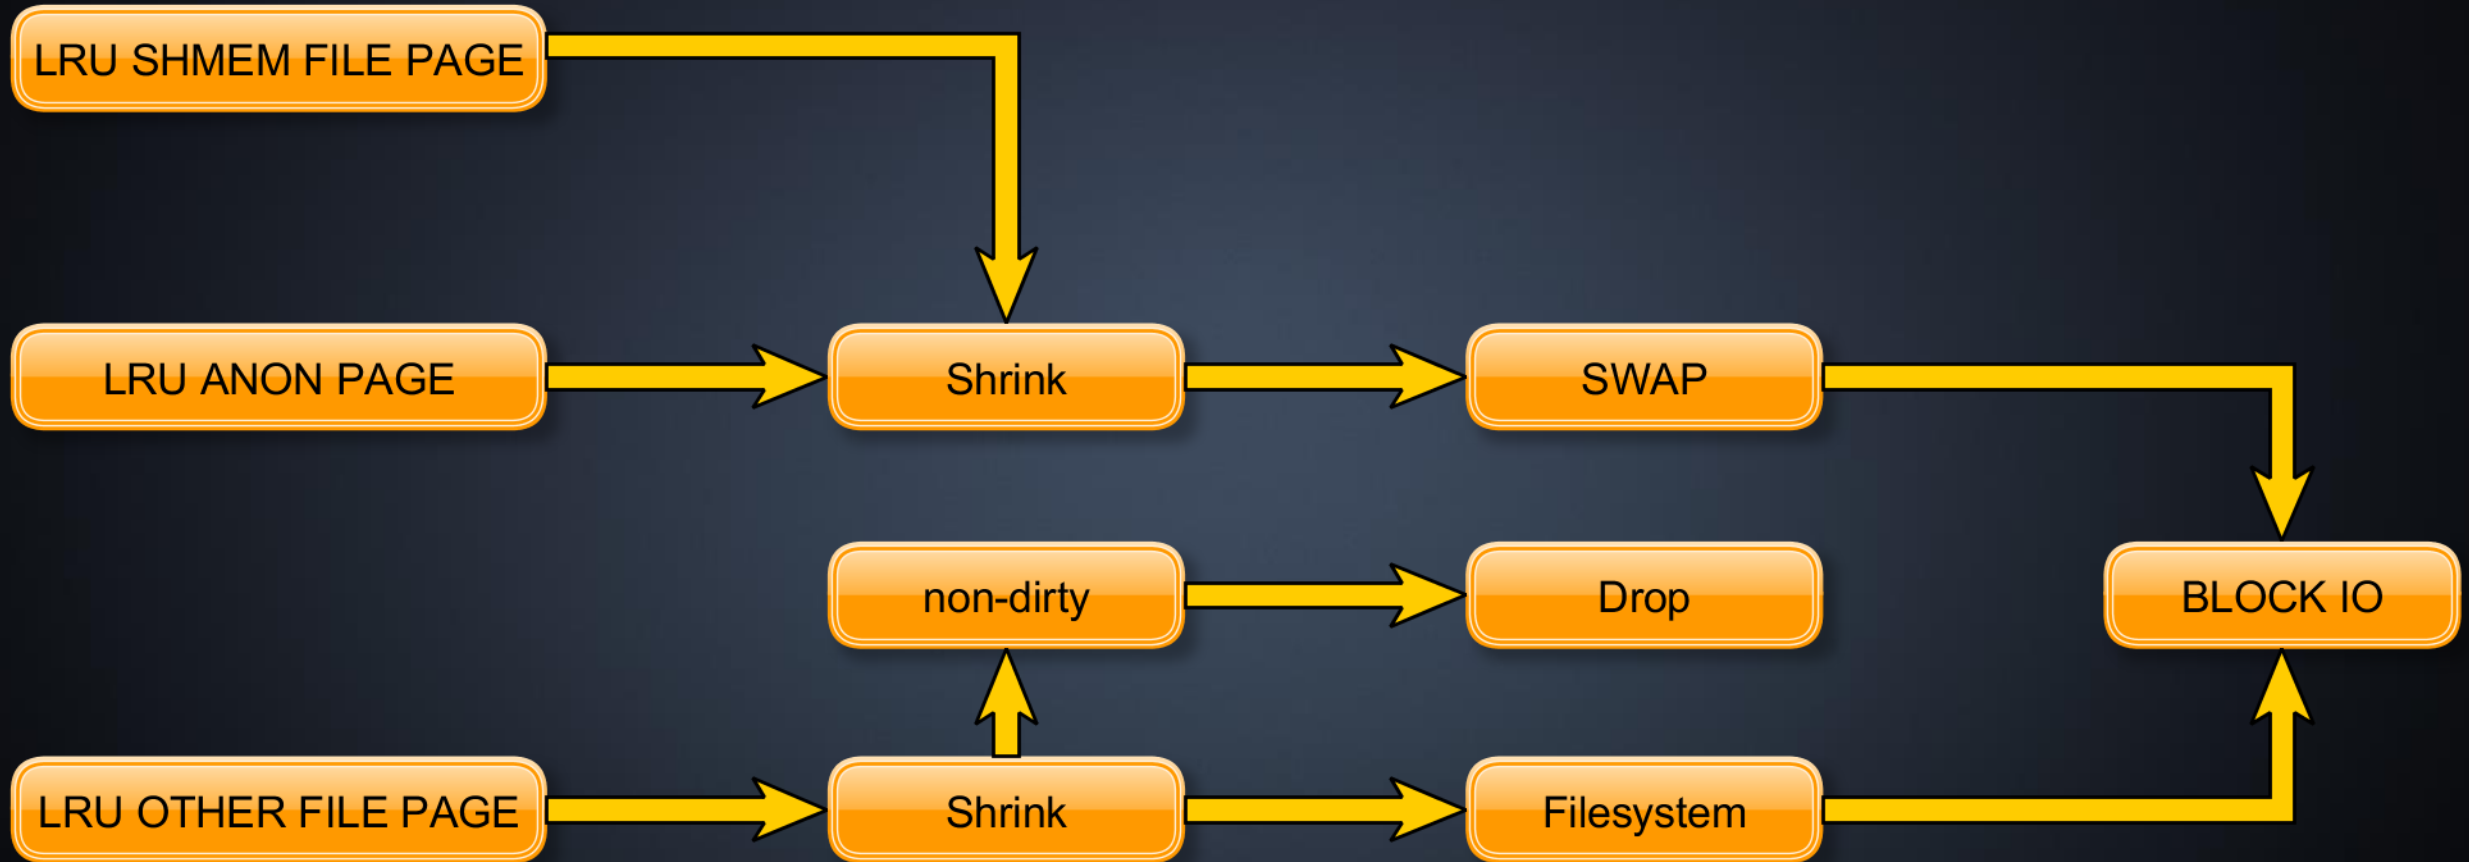 LRU SHMEM FILE PAGE
LRU ANON PAGE
Shrink
SWAP
non-dirty
Drop
BLOCK IO
LRU OTHER FILE PAGE
Shrink
Filesystem